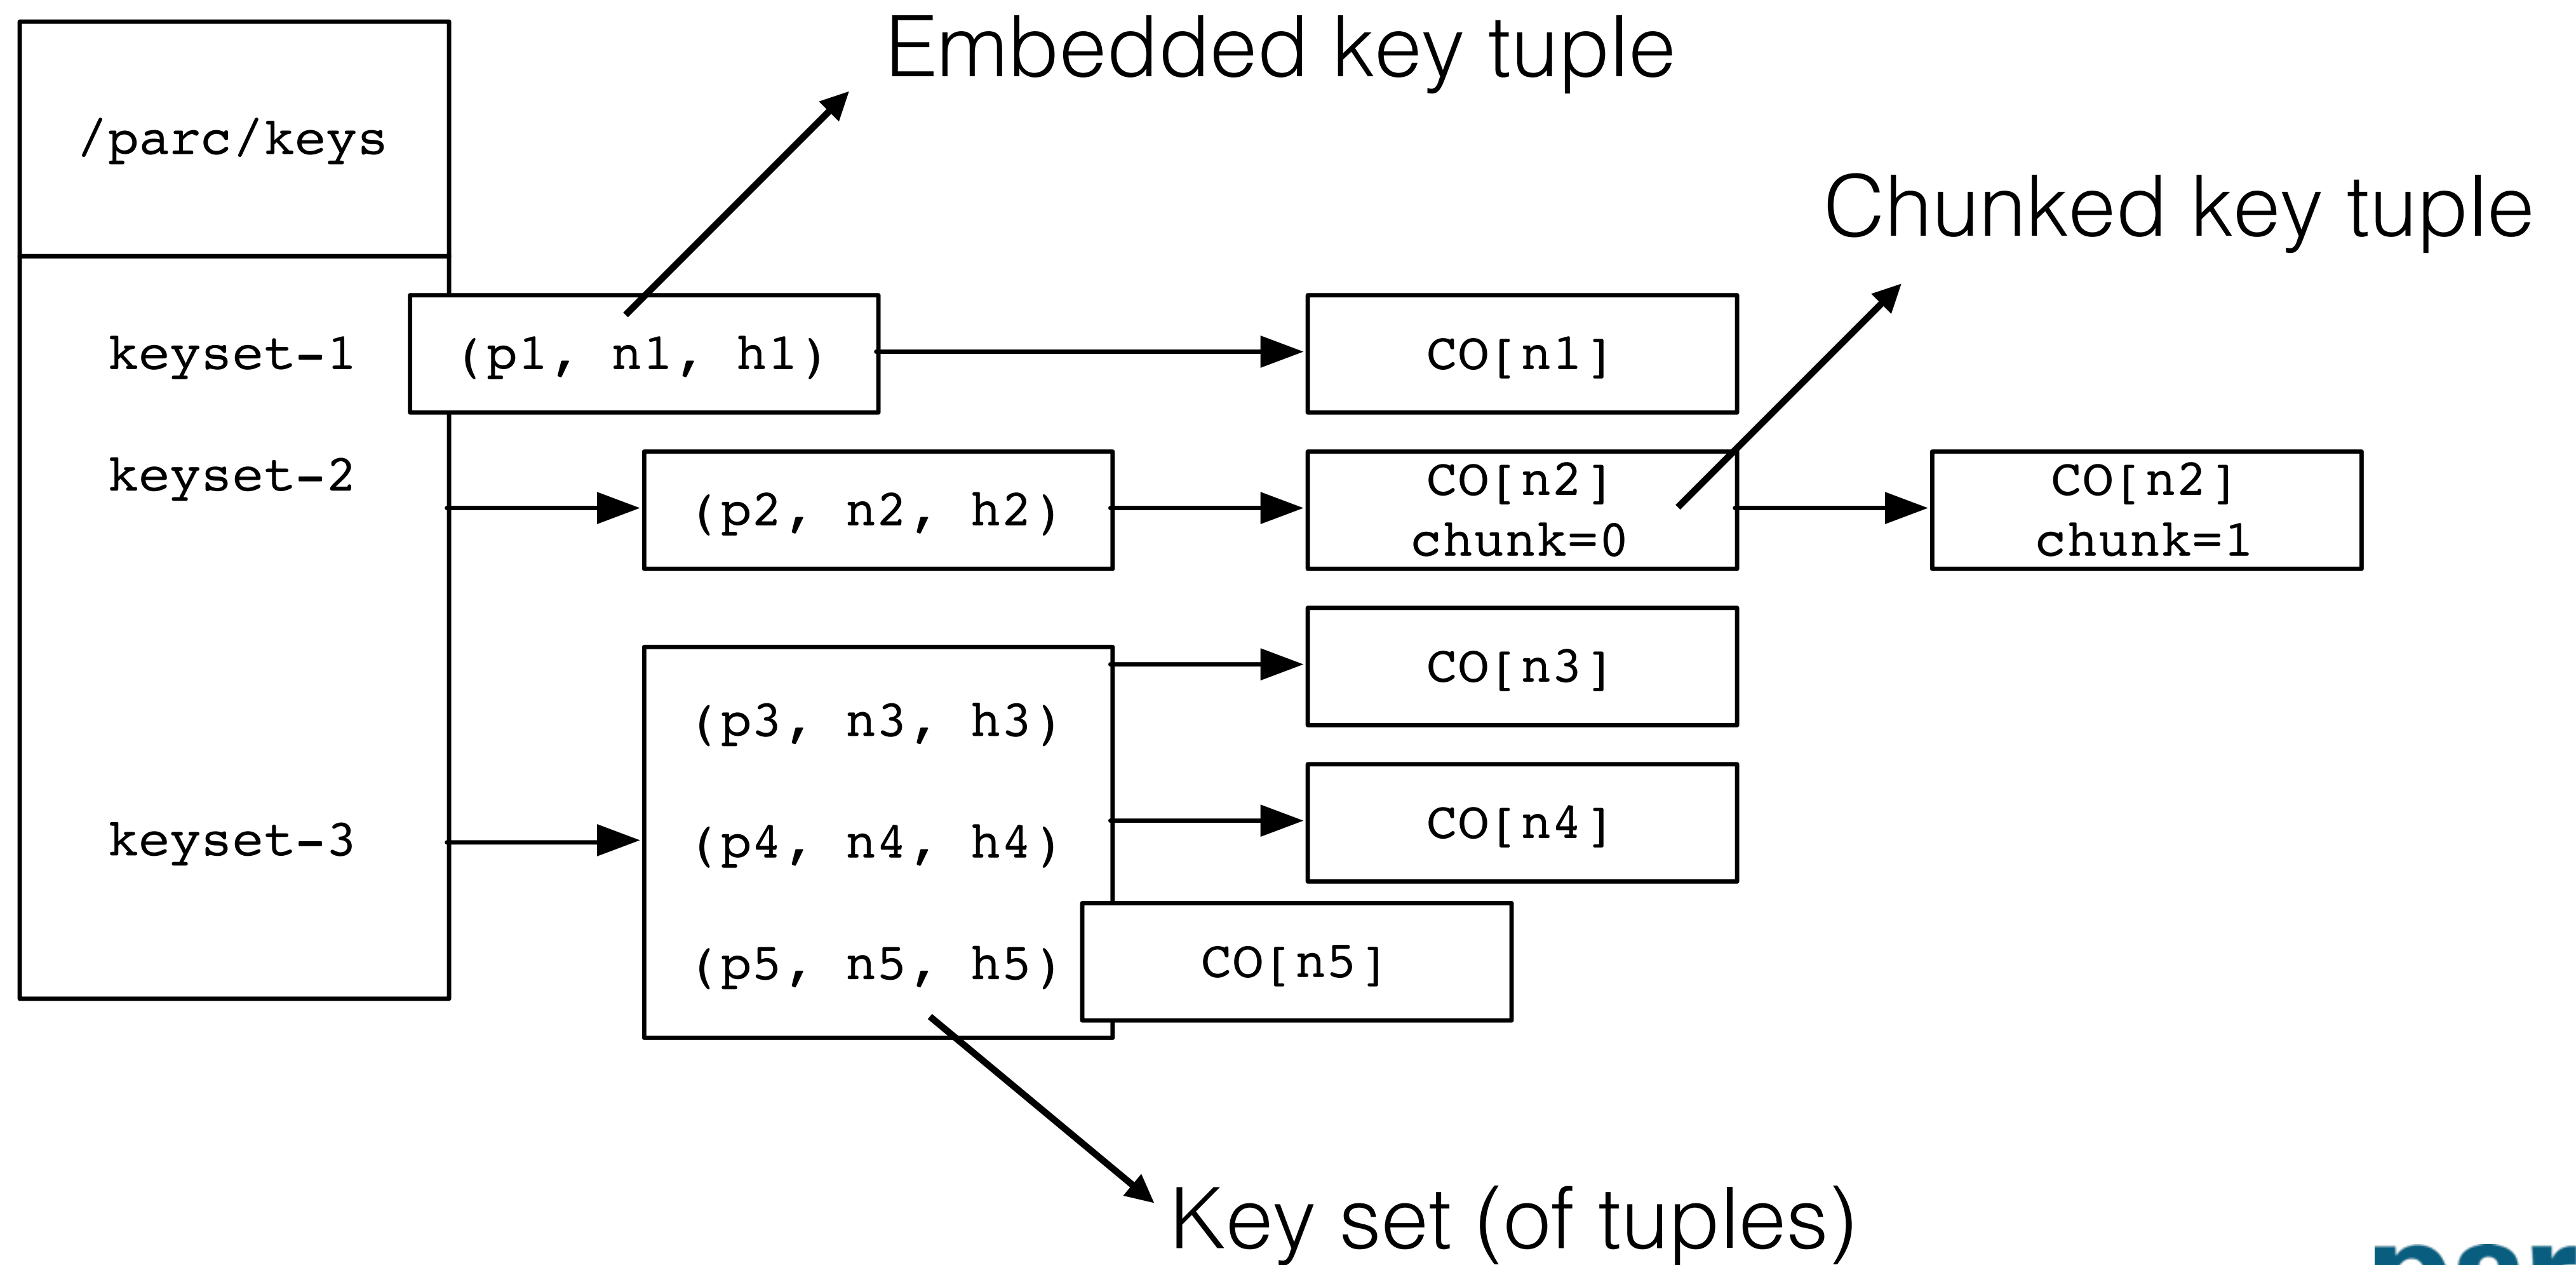 Embedded key tuple
/parc/keys
Chunked key tuple
keyset-1
(p1, n1, h1)
CO[n1]
keyset-2
(p2, n2, h2)
CO[n2]
chunk=0
CO[n2]
chunk=1
CO[n3]
(p3, n3, h3)
CO[n4]
keyset-3
(p4, n4, h4)
(p5, n5, h5)
CO[n5]
Key set (of tuples)